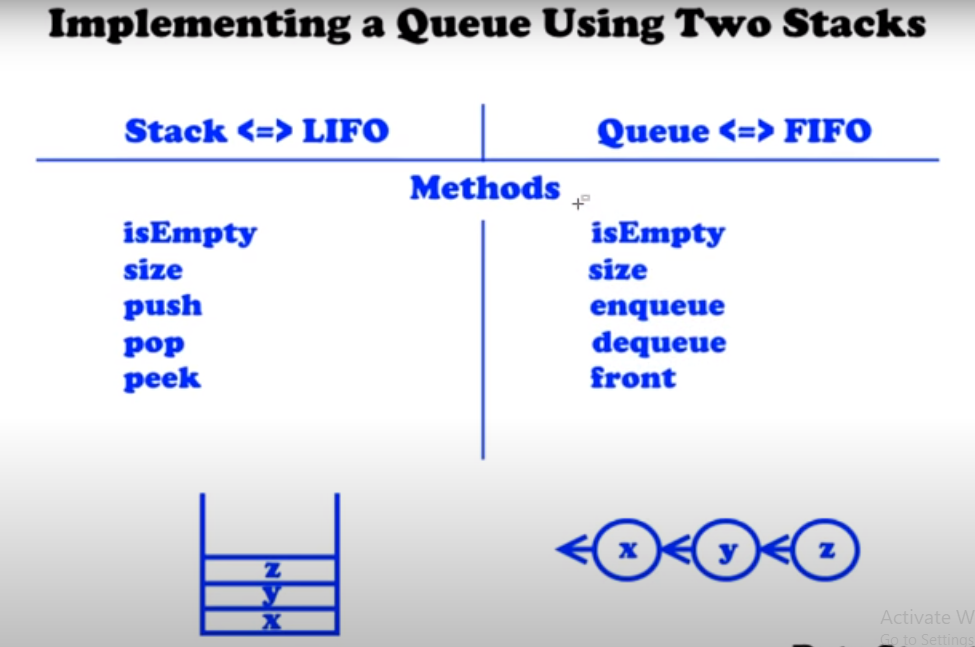 Implementing a Queue Using Two Stacks
Stack <=> LIFO
Queue <=> FIFO
Methods
isEmpty
size
push
pop
peek
isEmpty
size
enqueue
dequeue
front
z
y
x
x y z
Activate W
Go to Settings